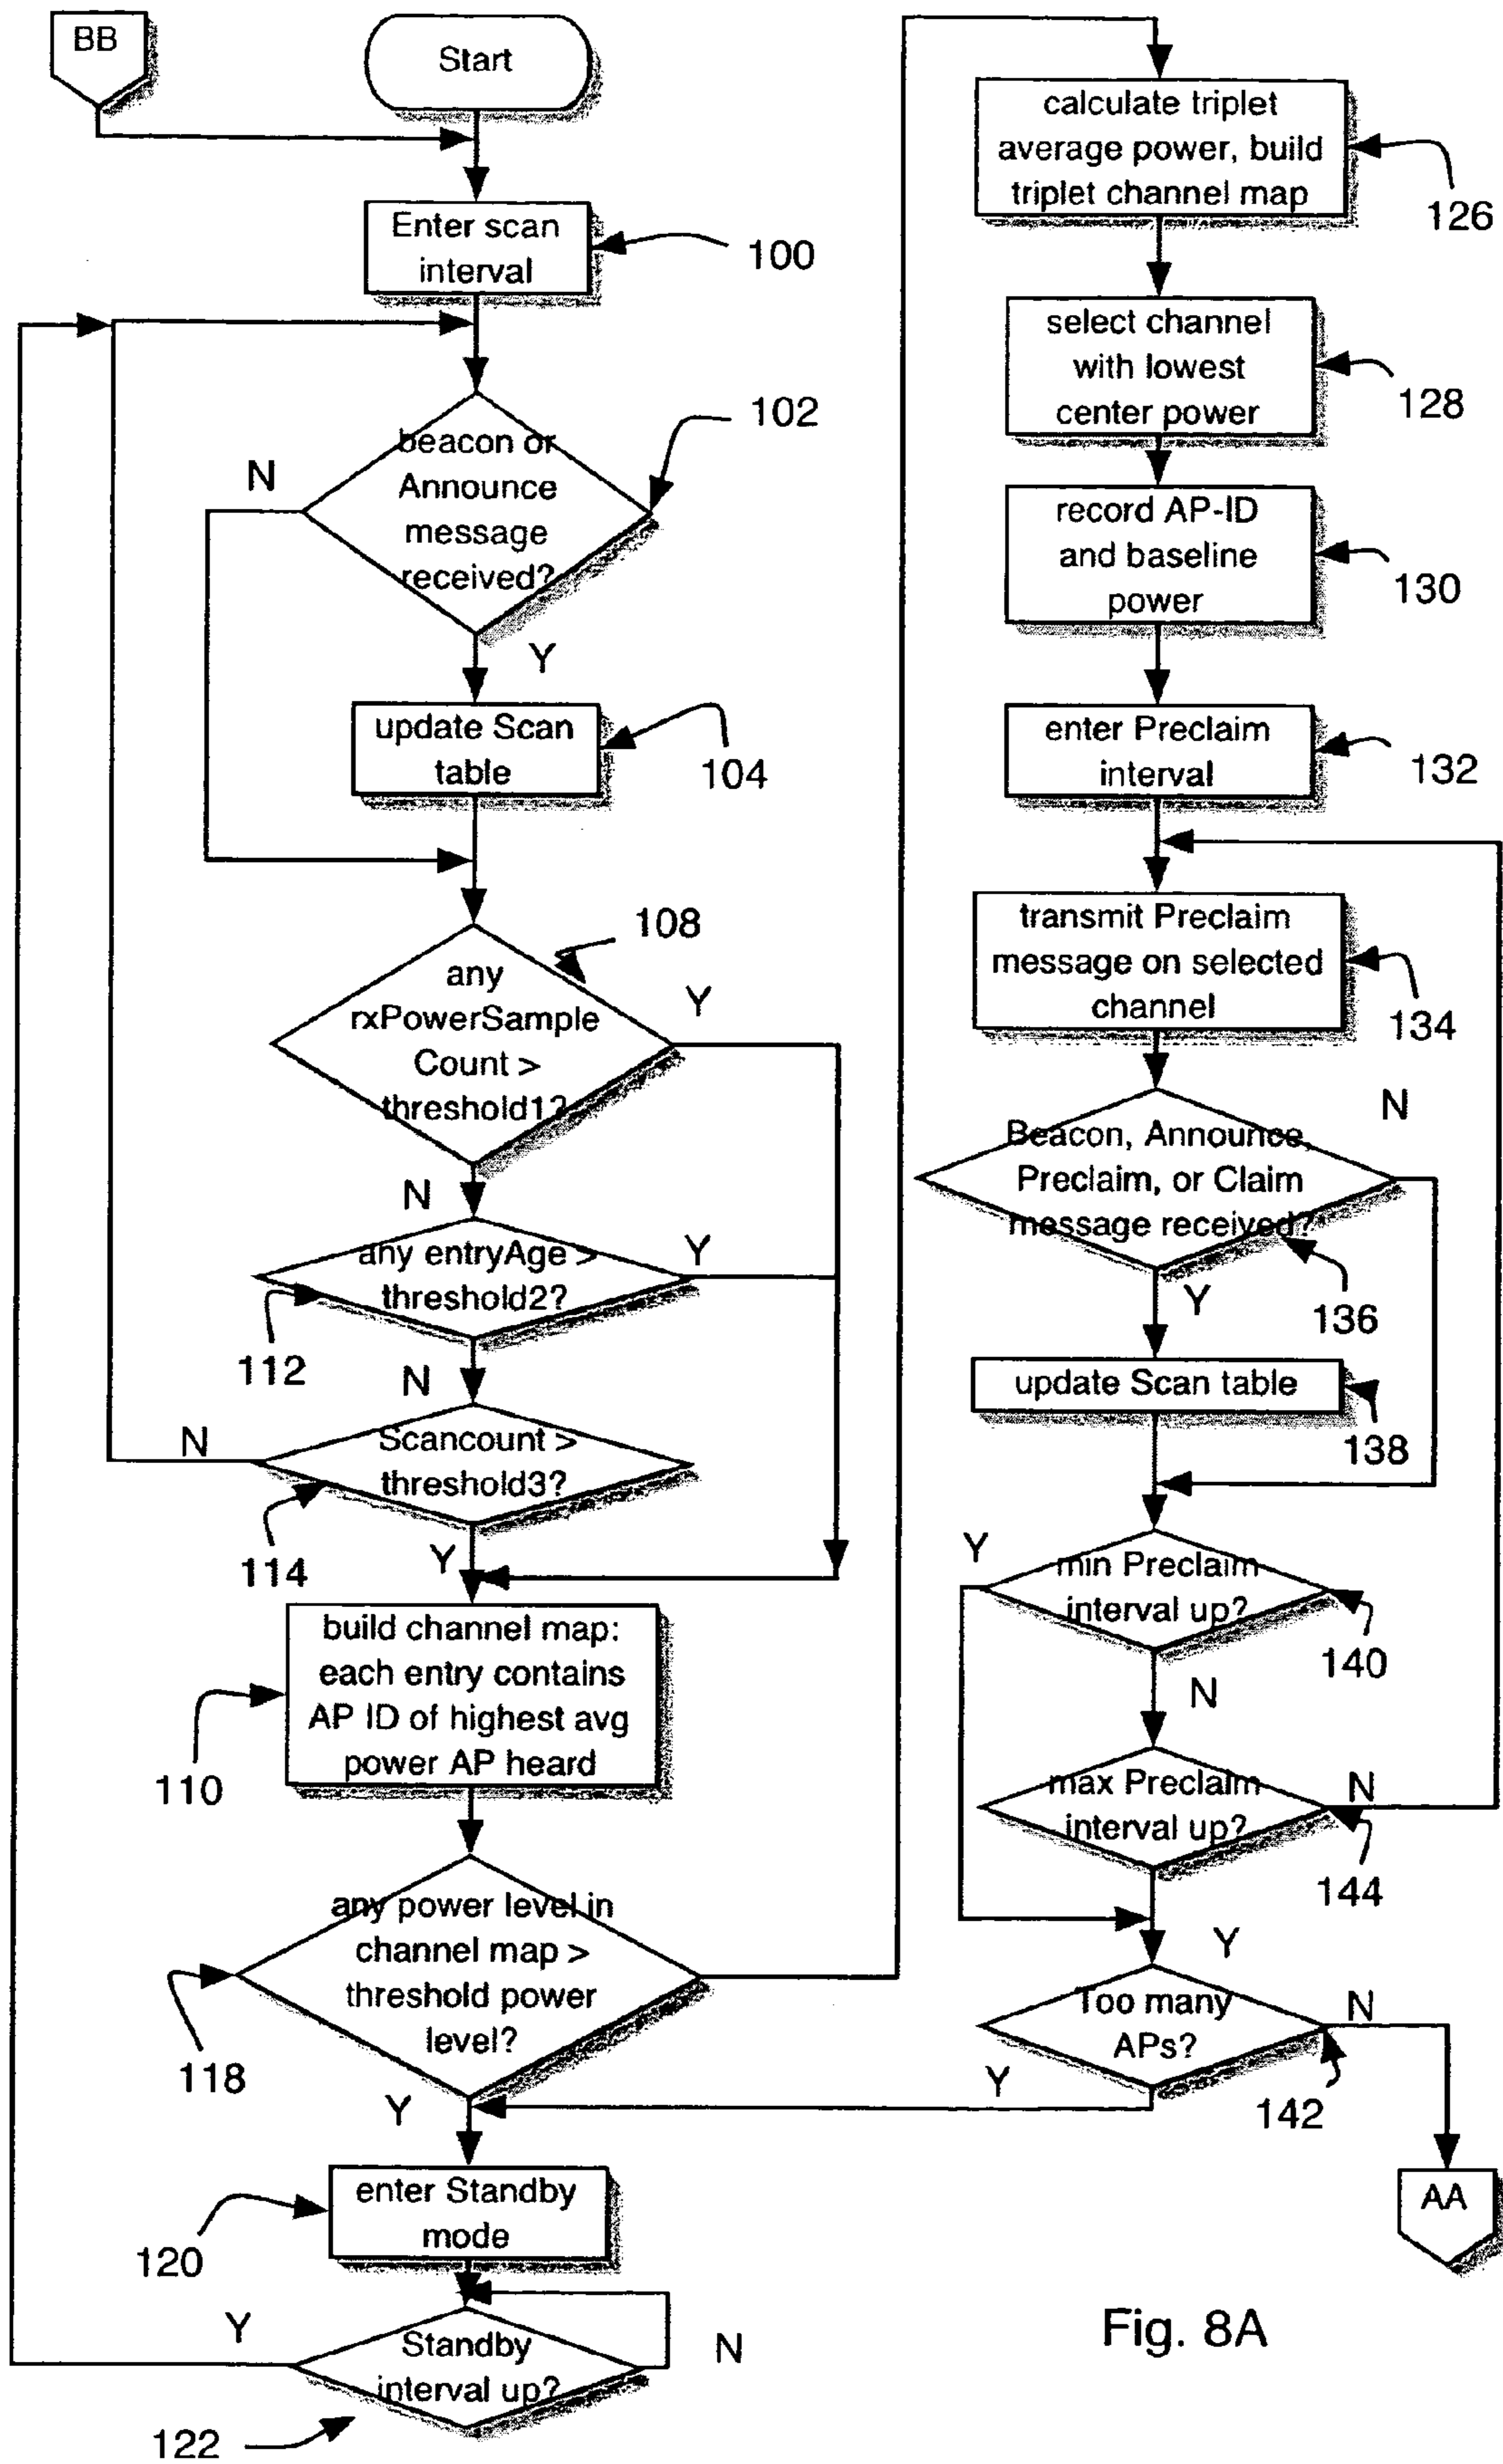 BB
Start
Enter scan
interval
100
beacon or
Announce
message
received?
102
N
Y
update Scan
table
104
any
rxPowerSample
Count >
threshold1?
108
Y
N
any entryAge >
threshold2?
Y
112
N
Scancount >
threshold3?
N
114
Y
build channel map:
each entry contains
AP ID of highest avg
power AP heard
110
any power level in
channel map >
threshold power
level?
118
Y
enter Standby
mode
120
Standby
interval up?
Y
N
122
calculate triplet
average power, build
triplet channel map
126
select channel
with lowest
center power
128
record AP-ID
and baseline
power
130
enter Preclaim
interval
132
transmit Preclaim
message on selected
channel
134
Beacon, Announce,
Preclaim, or Claim
message received?
N
136
Y
update Scan table
138
min Preclaim
interval up?
Y
140
N
max Preclaim
interval up?
N
144
Y
Too many
APs?
N
Y
142
AA
Fig. 8A